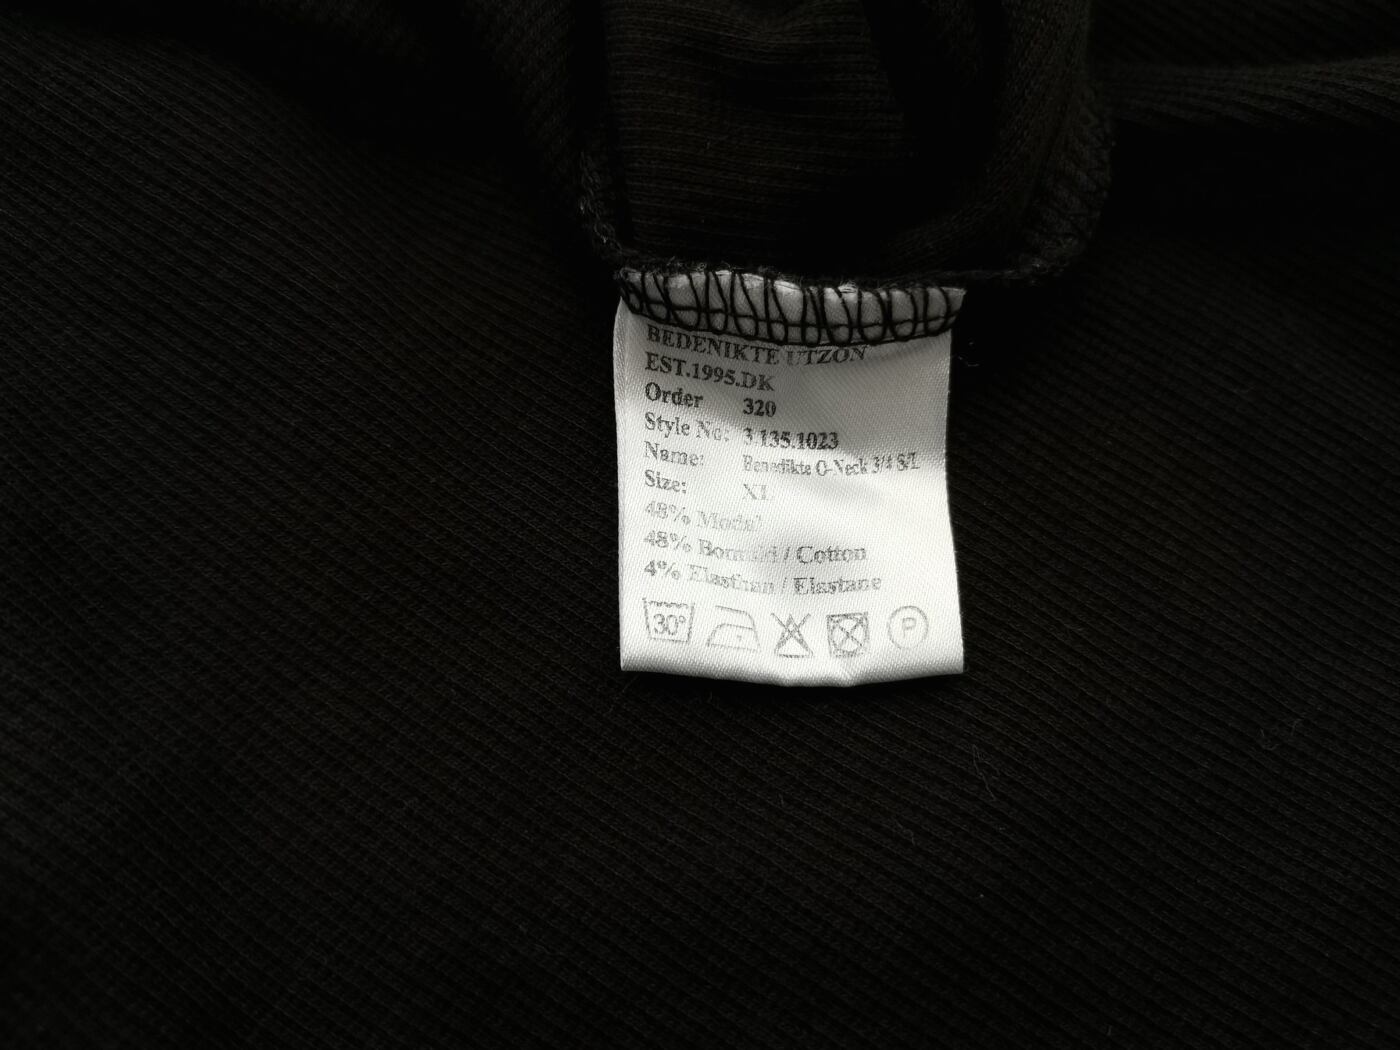 BEDENIKTE UTZON
EST.1995.DK
Order 320
Style No: 3.135.1023
Name: Benedikte O-Neck 3/4 S/L
Size: XL
48% Modal
48% Bomuld / Cotton
4% Elasthan / Elastane
30° P